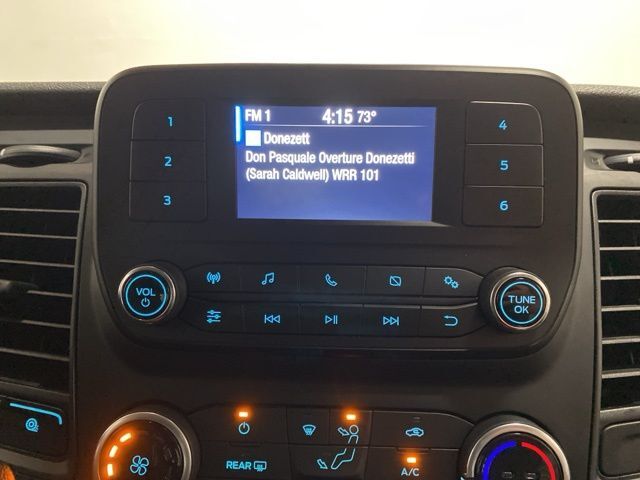 FM 1 4:15 73°
Donezett
Don Pasquale Overture Donezetti
(Sarah Caldwell) WRR 101
1
2
3
4
5
6
VOL
TUNE
OK
REAR
A/C